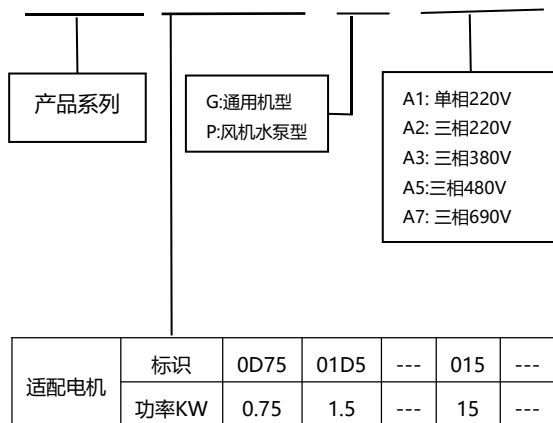 产品系列
G:通用机型
P:风机水泵型
A1: 单相220V
A2: 三相220V
A3: 三相380V
A5:三相480V
A7: 三相690V
适配电机 标识 0D75 01D5 --- 015 ---
功率KW 0.75 1.5 --- 15 ---